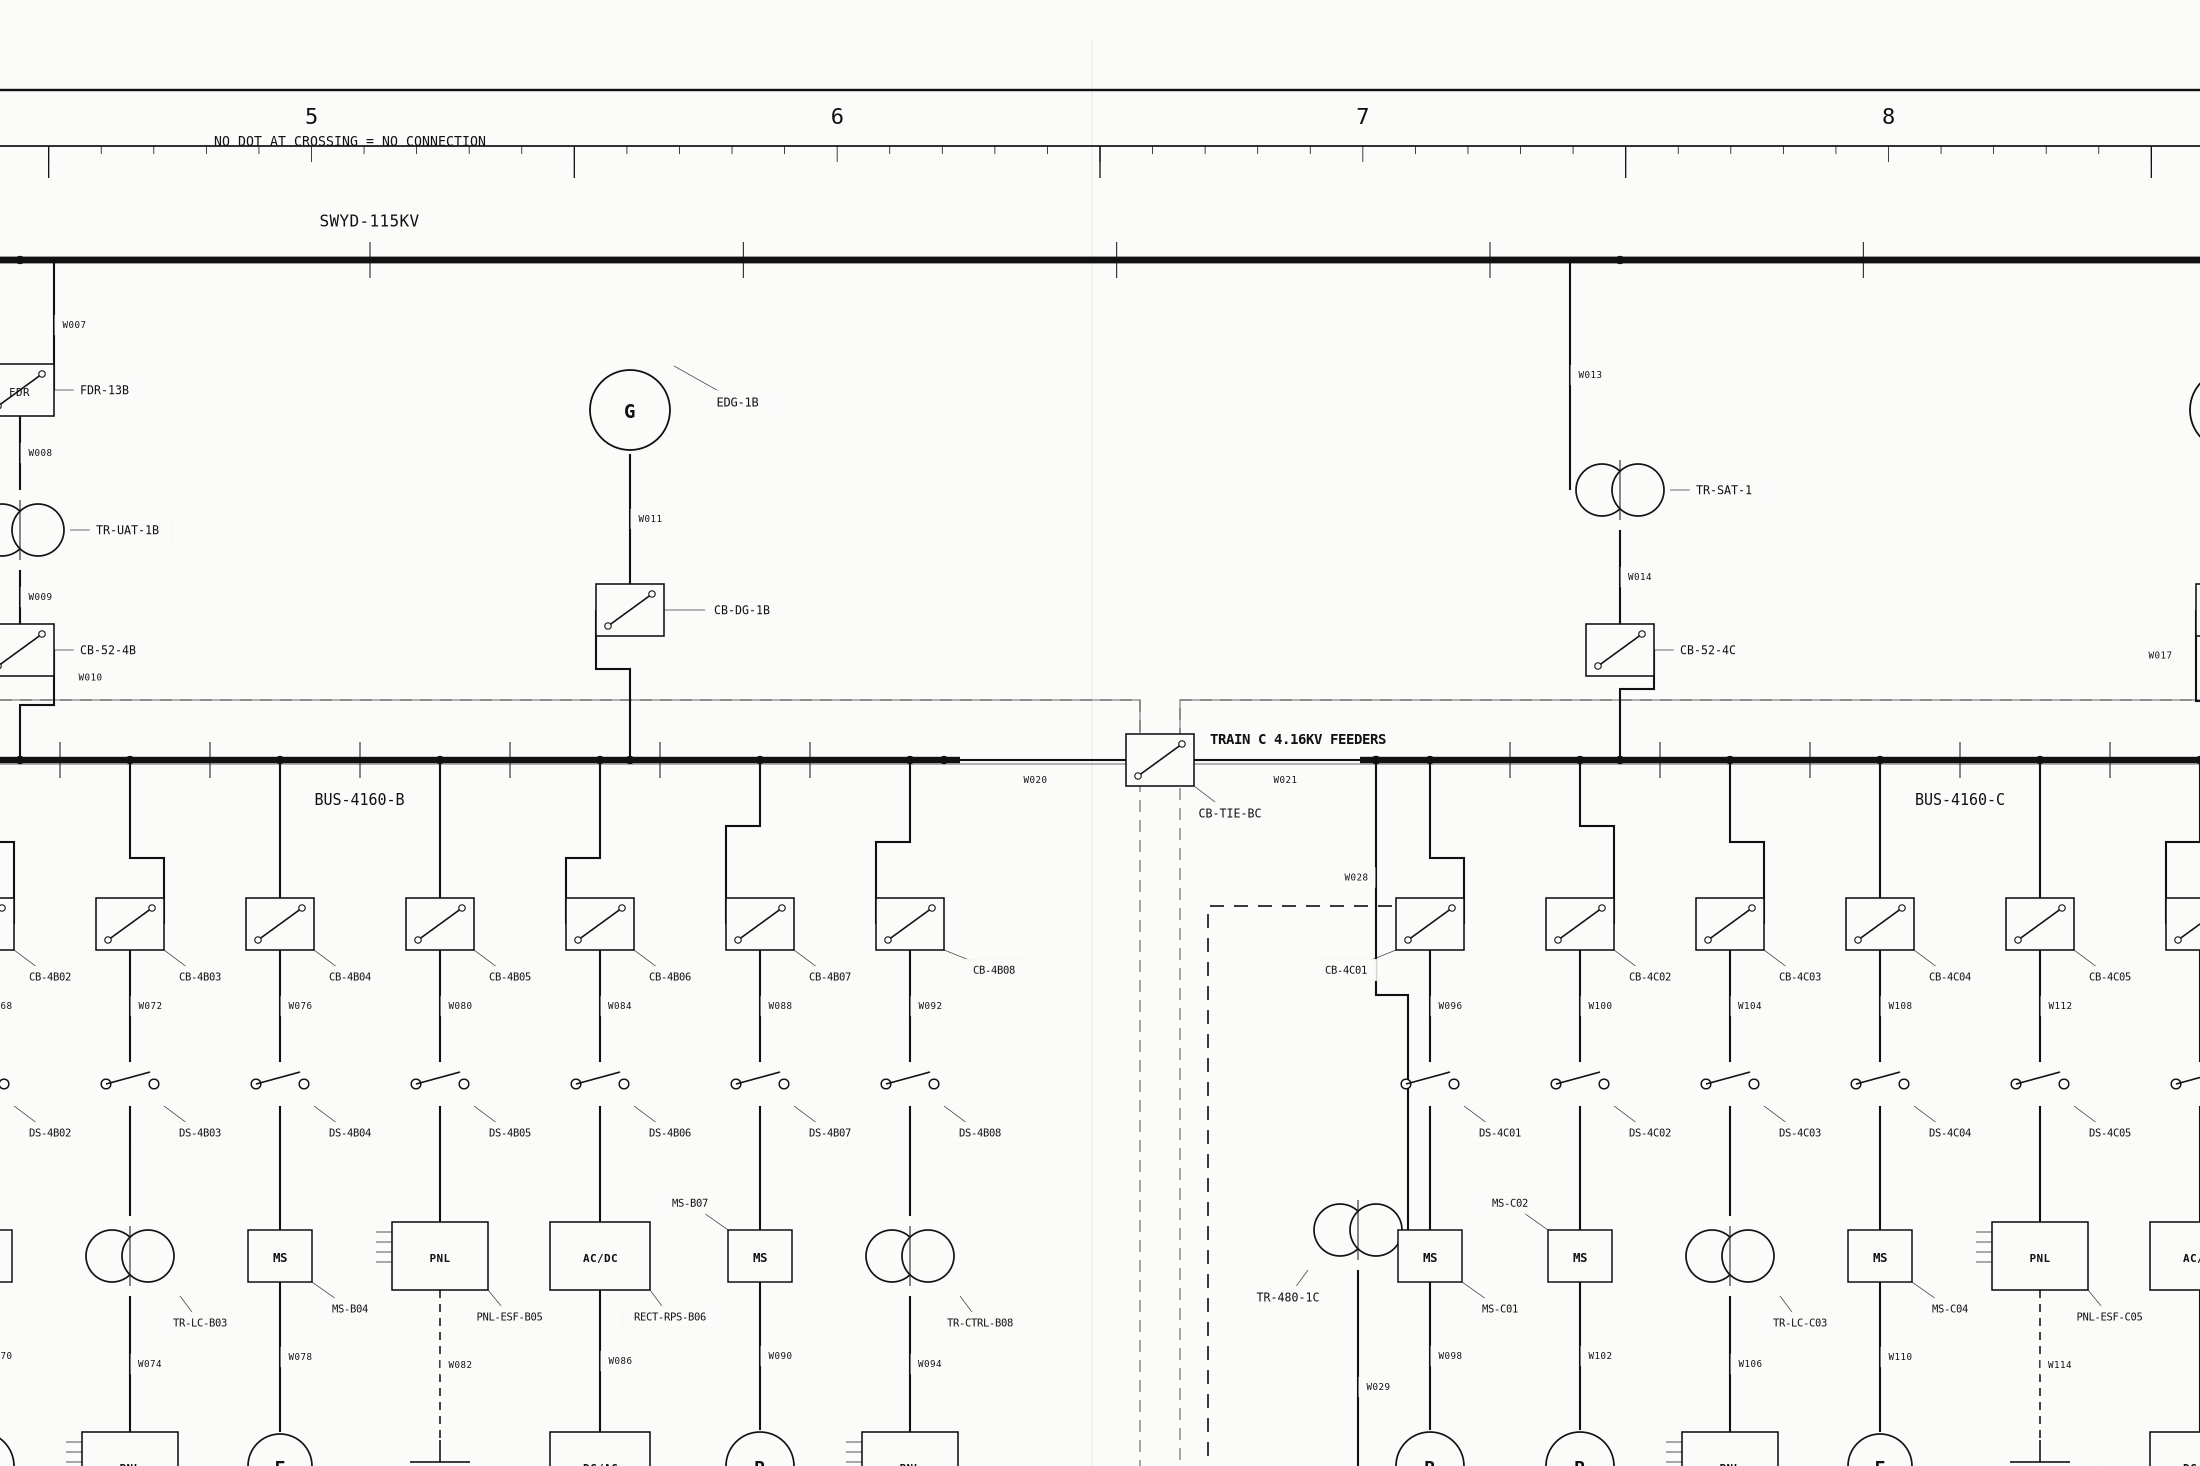 5 6 7 8
NO DOT AT CROSSING = NO CONNECTION
SWYD-115KV
W007
W013
FDR
FDR-13B
EDG-1B
G
W008
TR-SAT-1
W011
TR-UAT-1B
W014
W009
CB-DG-1B
CB-52-4B
CB-52-4C
W017
W010
TRAIN C 4.16KV FEEDERS
W020
W021
BUS-4160-B
BUS-4160-C
CB-TIE-BC
W028
CB-4B02 CB-4B03 CB-4B04 CB-4B05 CB-4B06 CB-4B07 CB-4B08 CB-4C01 CB-4C02 CB-4C03 CB-4C04 CB-4C05
68 W072 W076 W080 W084 W088 W092 W096 W100 W104 W108 W112
DS-4B02 DS-4B03 DS-4B04 DS-4B05 DS-4B06 DS-4B07 DS-4B08 DS-4C01 DS-4C02 DS-4C03 DS-4C04 DS-4C05
MS-B07 MS-C02
MS PNL AC/DC MS MS MS MS PNL AC/
TR-480-1C
MS-B04 MS-C01 MS-C04
PNL-ESF-B05 RECT-RPS-B06 PNL-ESF-C05
TR-LC-B03 TR-CTRL-B08 TR-LC-C03
70 W074 W078 W082 W086 W090 W094 W098 W102 W106 W110 W114
W029